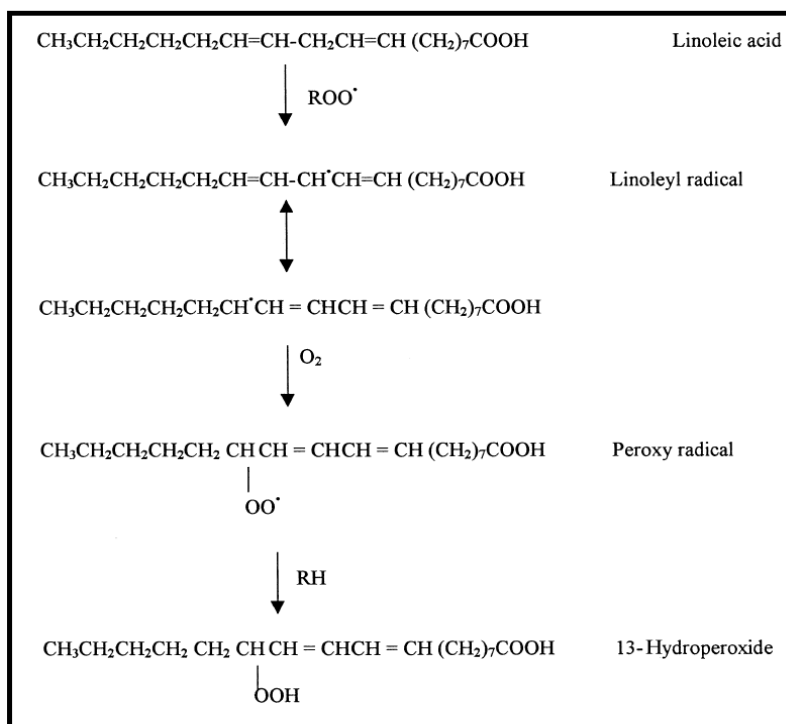 CH₃CH₂CH₂CH₂CH₂CH=CH-CH₂CH=CH (CH₂)₇COOH Linoleic acid
ROO•
CH₃CH₂CH₂CH₂CH₂CH=CH-CH•CH=CH (CH₂)₇COOH Linoleyl radical
CH₃CH₂CH₂CH₂CH₂CH•CH = CHCH = CH (CH₂)₇COOH
O₂
CH₃CH₂CH₂CH₂CH₂ CH CH = CHCH = CH (CH₂)₇COOH Peroxy radical
OO•
RH
CH₃CH₂CH₂CH₂ CH₂ CH CH = CHCH = CH (CH₂)₇COOH 13-Hydroperoxide
OOH